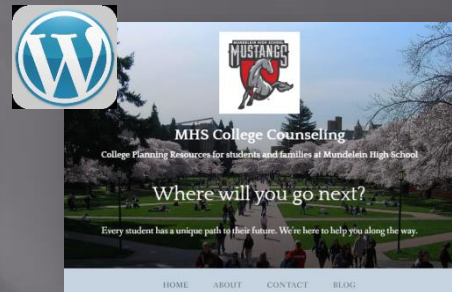 W
MUNDELEIN HIGH SCHOOL
MUSTANGS
MHS College Counseling
College Planning Resources for students and families at Mundelein High School
Where will you go next?
Every student has a unique path to their future. We're here to help you along the way.
HOME ABOUT CONTACT BLOG